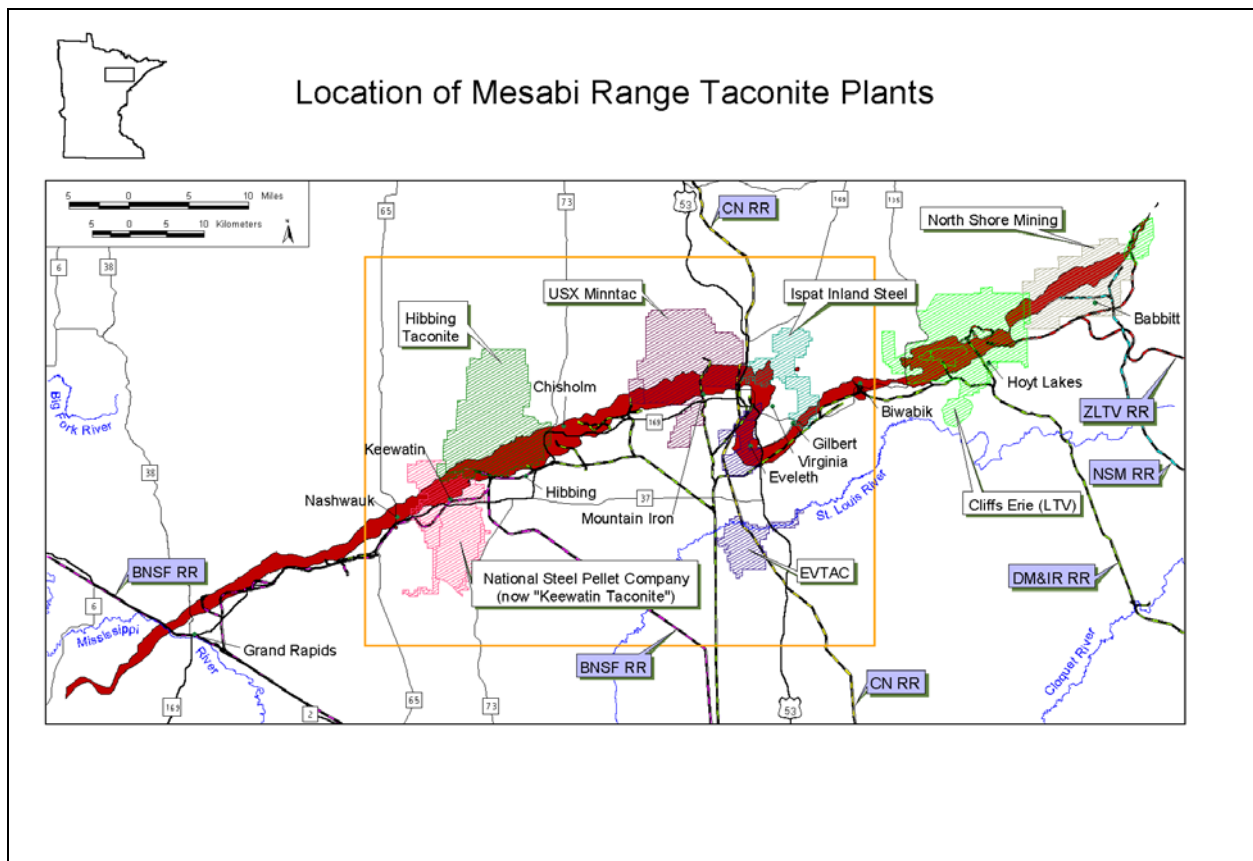 Location of Mesabi Range Taconite Plants
5 0 5 10 Miles
5 0 5 10 Kilometers
N
65
73
53
CN RR
169
135
North Shore Mining
6
38
USX Minntac
Ispat Inland Steel
Hibbing
Taconite
Babbitt
Chisholm
Hoyt Lakes
Big Fork River
Biwabik
ZLTV RR
169
Keewatin
Gilbert
Virginia
Eveleth
38
NSM RR
Nashwauk
Hibbing
37
St. Louis River
Cliffs Erie (LTV)
Mountain Iron
BNSF RR
National Steel Pellet Company
(now "Keewatin Taconite")
EVTAC
DM&IR RR
6
Mississippi
River
Grand Rapids
BNSF RR
CN RR
Cloquet River
169
2
65
73
53